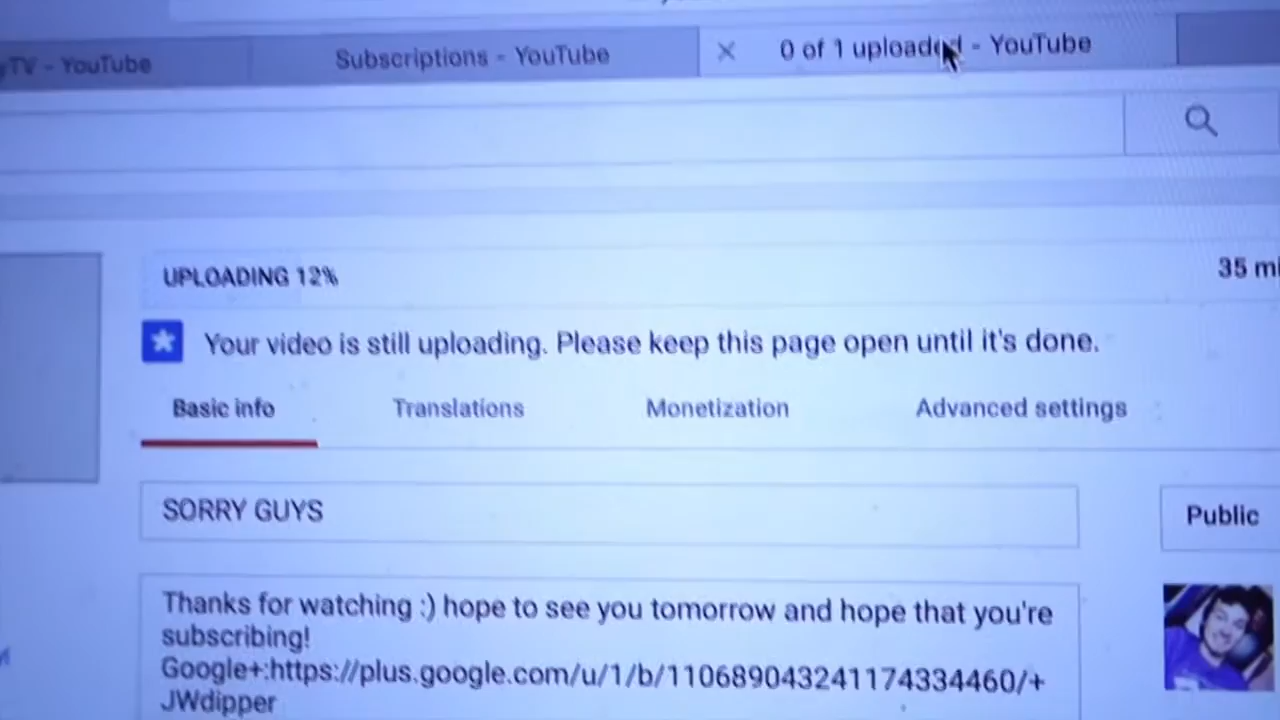 TV - YouTube
Subscriptions - YouTube
0 of 1 uploaded - YouTube
UPLOADING 12%
35 mi
Your video is still uploading. Please keep this page open until it's done.
Basic info
Translations
Monetization
Advanced settings
SORRY GUYS
Public
Thanks for watching :) hope to see you tomorrow and hope that you're
subscribing!
Google+:https://plus.google.com/u/1/b/110689043241174334460/+
JWdipper